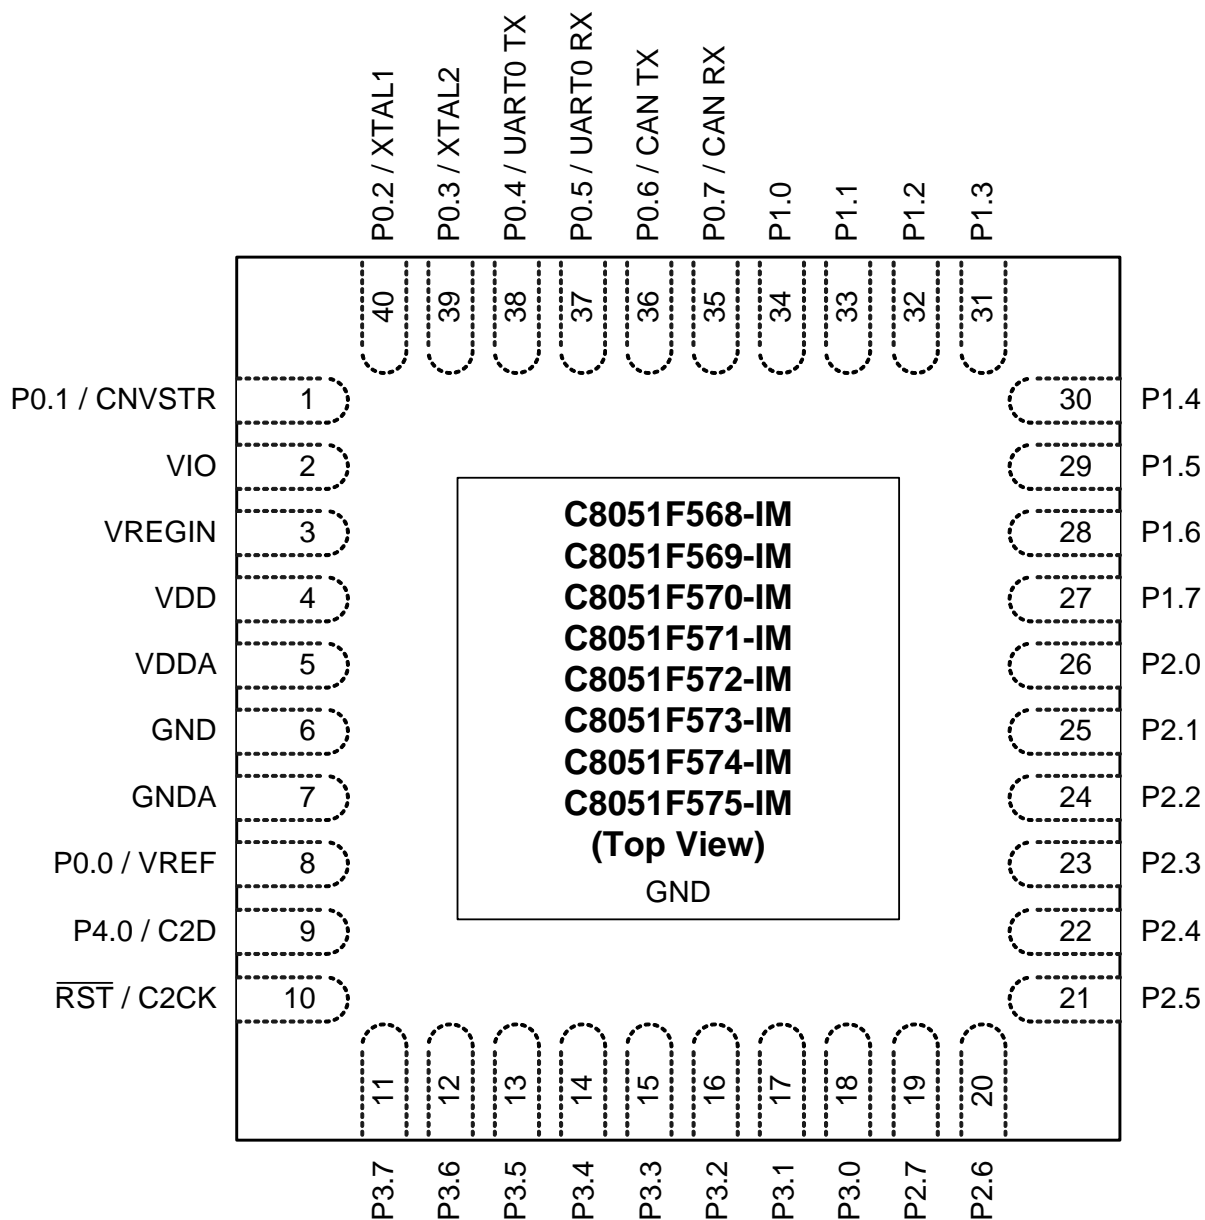 P0.2 / XTAL1
P0.3 / XTAL2
P0.4 / UART0 TX
P0.5 / UART0 RX
P0.6 / CAN TX
P0.7 / CAN RX
P1.0
P1.1
P1.2
P1.3
40
39
38
37
36
35
34
33
32
31
P0.1 / CNVSTR 1
VIO 2
VREGIN 3
VDD 4
VDDA 5
GND 6
GNDA 7
P0.0 / VREF 8
P4.0 / C2D 9
RST / C2CK 10
C8051F568-IM
C8051F569-IM
C8051F570-IM
C8051F571-IM
C8051F572-IM
C8051F573-IM
C8051F574-IM
C8051F575-IM
(Top View)
GND
30 P1.4
29 P1.5
28 P1.6
27 P1.7
26 P2.0
25 P2.1
24 P2.2
23 P2.3
22 P2.4
21 P2.5
11
12
13
14
15
16
17
18
19
20
P3.7
P3.6
P3.5
P3.4
P3.3
P3.2
P3.1
P3.0
P2.7
P2.6